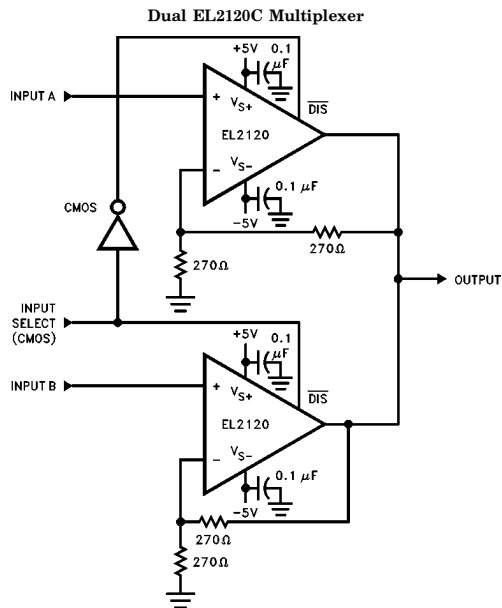 Dual EL2120C Multiplexer
+5V 0.1
μF
INPUT A
+
VS+
DIS
EL2120
VS-
-
0.1 μF
-5V
CMOS
270Ω
270Ω
OUTPUT
INPUT
SELECT
(CMOS)
+5V 0.1
μF
INPUT B
+
VS+
DIS
EL2120
VS-
-
0.1 μF
-5V
270Ω
270Ω